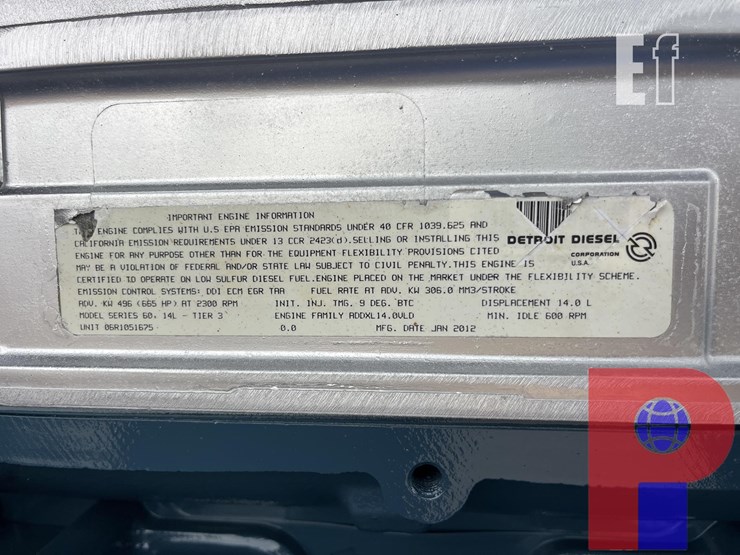 Ef
IMPORTANT ENGINE INFORMATION
ENGINE COMPLIES WITH U.S EPA EMISSION STANDARDS UNDER 40 CFR 1039.625 AND
CALIFORNIA EMISSION REQUIREMENTS UNDER 13 CCR 2423(d).SELLING OR INSTALLING THIS
ENGINE FOR ANY PURPOSE OTHER THAN FOR THE EQUIPMENT FLEXIBILITY PROVISIONS CITED
MAY BE A VIOLATION OF FEDERAL AND/OR STATE LAW SUBJECT TO CIVIL PENALTY.THIS ENGINE IS
CERTIFIED TO OPERATE ON LOW SULFUR DIESEL FUEL.ENGINE PLACED ON THE MARKET UNDER THE FLEXIBILITY SCHEME.
EMISSION CONTROL SYSTEMS: DDI ECM EGR TAA FUEL RATE AT ADV. KW 306.0 MM3/STROKE
ADV. KW 496 (665 HP) AT 2300 RPM INIT. INJ. TMG. 9 DEG. BTC DISPLACEMENT 14.0 L
MODEL SERIES 60. 14L - TIER 3 ENGINE FAMILY ADDXL14.0VLD MIN. IDLE 600 RPM
UNIT 06R1051675 0.0 MFG. DATE JAN 2012
DETROIT DIESEL
CORPORATION
U.S.A.
P